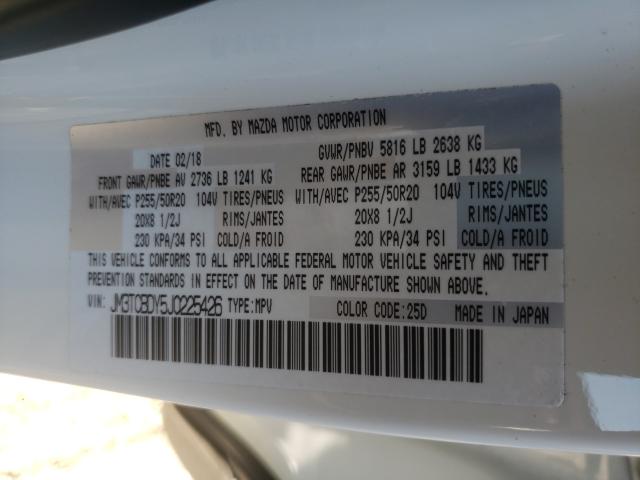 MFD. BY MAZDA MOTOR CORPORATION
DATE 02/18 GVWR/PNBV 5816 LB 2638 KG
FRONT GAWR/PNBE AV 2736 LB 1241 KG REAR GAWR/PNBE AR 3159 LB 1433 KG
WITH/AVEC P255/50R20 104V TIRES/PNEUS WITH/AVEC P255/50R20 104V TIRES/PNEUS
20X8 1/2J RIMS/JANTES 20X8 1/2J RIMS/JANTES
230 KPA/34 PSI COLD/A FROID 230 KPA/34 PSI COLD/A FROID
THIS VEHICLE CONFORMS TO ALL APPLICABLE FEDERAL MOTOR VEHICLE SAFETY AND THEFT
PREVENTION STANDARDS IN EFFECT ON THE DATE OF MANUFACTURE SHOWN ABOVE.
VIN: JM3TCBDY5J0225426 TYPE:MPV COLOR CODE:25D MADE IN JAPAN